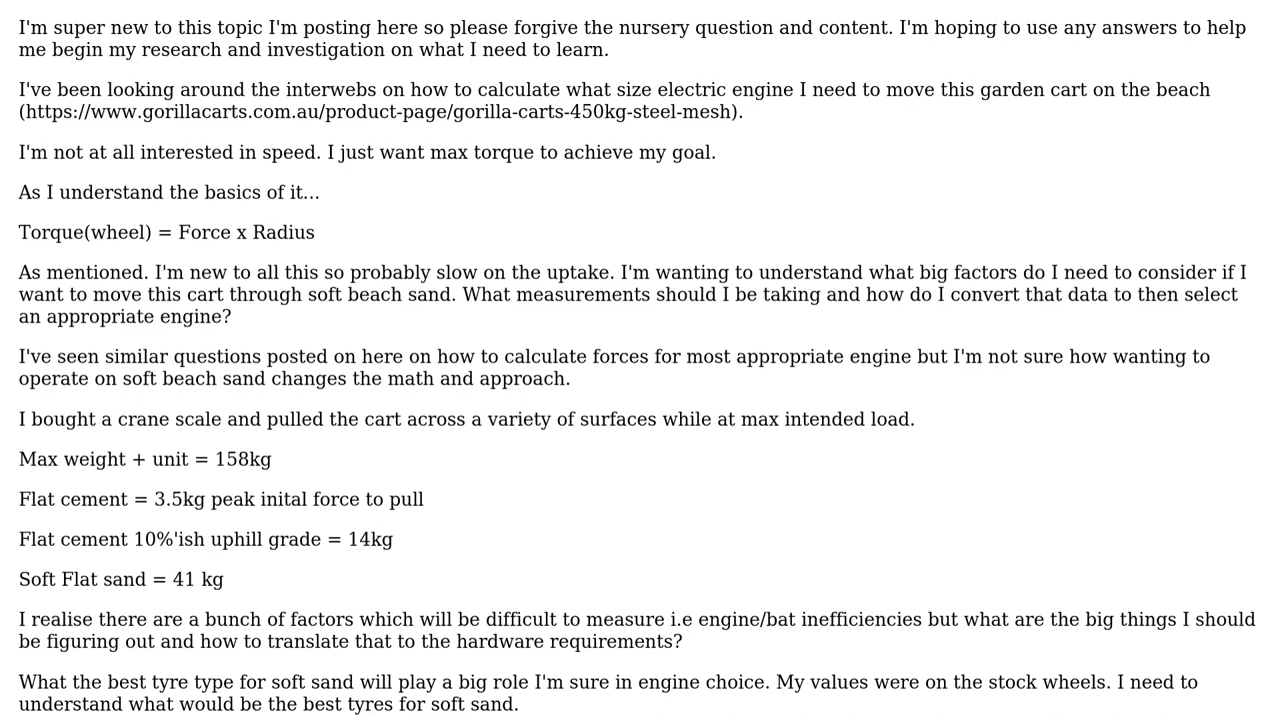 I'm super new to this topic I'm posting here so please forgive the nursery question and content. I'm hoping to use any answers to help
me begin my research and investigation on what I need to learn.
I've been looking around the interwebs on how to calculate what size electric engine I need to move this garden cart on the beach
(https://www.gorillacarts.com.au/product-page/gorilla-carts-450kg-steel-mesh).
I'm not at all interested in speed. I just want max torque to achieve my goal.
As I understand the basics of it...
Torque(wheel) = Force x Radius
As mentioned. I'm new to all this so probably slow on the uptake. I'm wanting to understand what big factors do I need to consider if I
want to move this cart through soft beach sand. What measurements should I be taking and how do I convert that data to then select
an appropriate engine?
I've seen similar questions posted on here on how to calculate forces for most appropriate engine but I'm not sure how wanting to
operate on soft beach sand changes the math and approach.
I bought a crane scale and pulled the cart across a variety of surfaces while at max intended load.
Max weight + unit = 158kg
Flat cement = 3.5kg peak inital force to pull
Flat cement 10%'ish uphill grade = 14kg
Soft Flat sand = 41 kg
I realise there are a bunch of factors which will be difficult to measure i.e engine/bat inefficiencies but what are the big things I should
be figuring out and how to translate that to the hardware requirements?
What the best tyre type for soft sand will play a big role I'm sure in engine choice. My values were on the stock wheels. I need to
understand what would be the best tyres for soft sand.